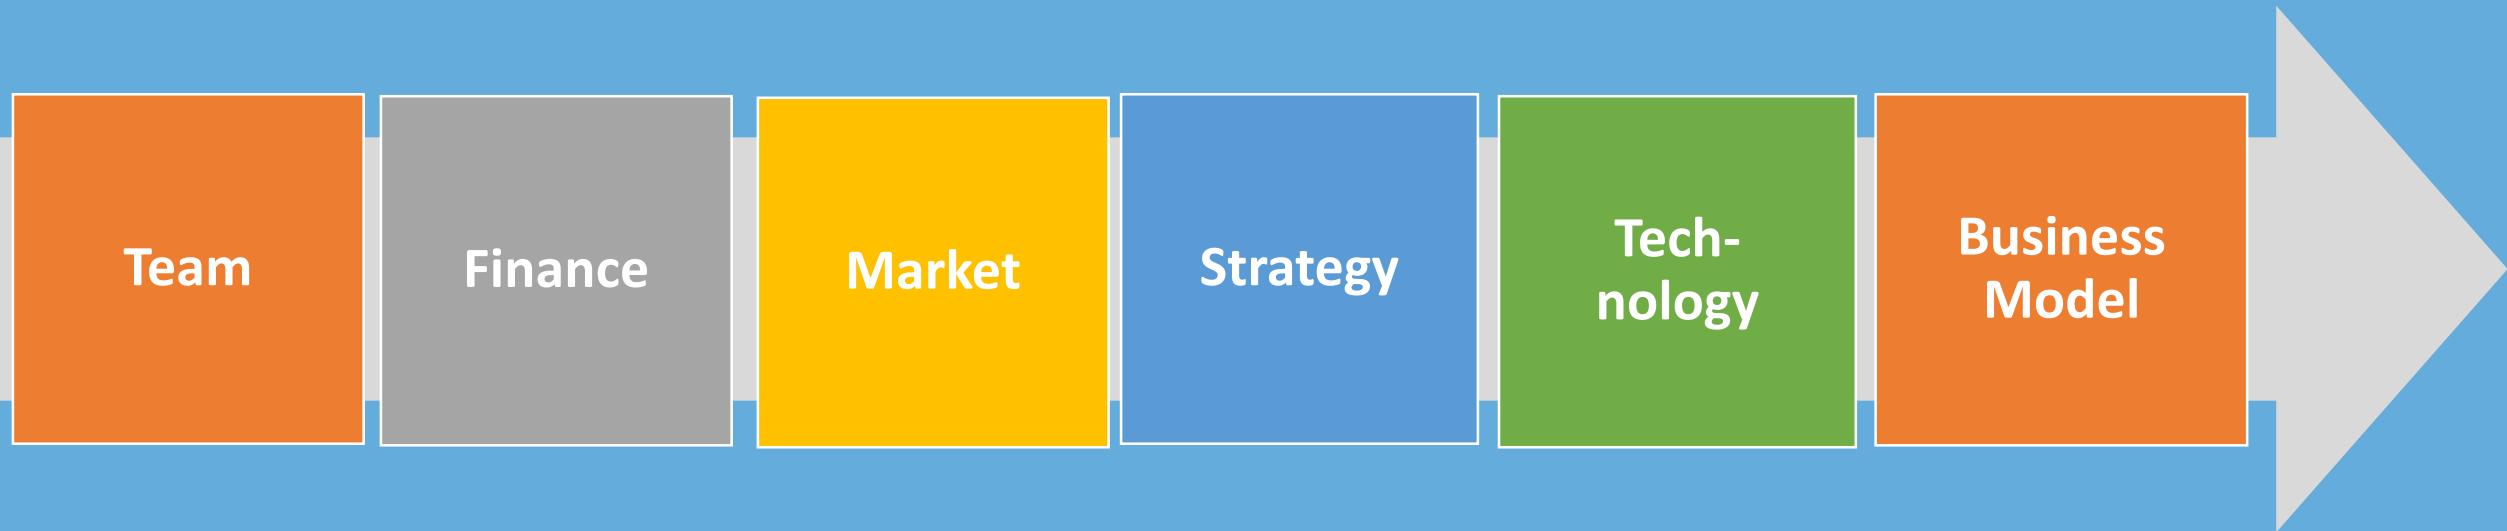 Team
Finance
Market
Strategy
Tech-
nology
Business
Model